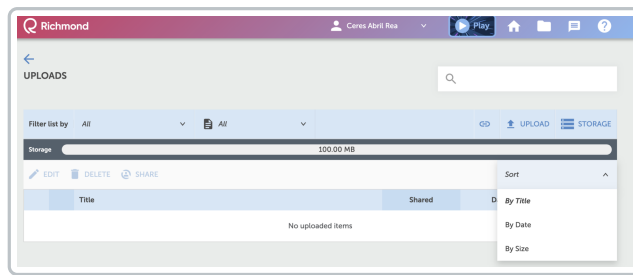 Richmond
Ceres Abril Rea
Play
UPLOADS
Filter list by All All UPLOAD STORAGE
Storage 100.00 MB
EDIT DELETE SHARE Sort
Title Shared D By Title
No uploaded items By Date
By Size